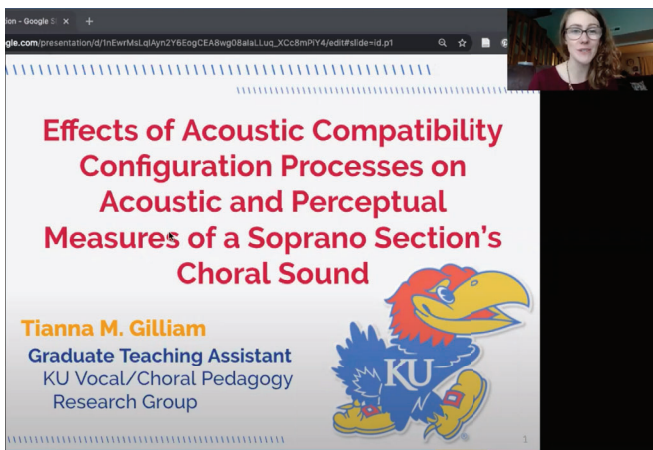 ion - Google Sl
gle.com/presentation/d/1nEwrMsLqlAyn2Y6EogCEA8wg08alaLLuq_XCc8mPiY4/edit#slide=id.p1
Effects of Acoustic Compatibility
Configuration Processes on
Acoustic and Perceptual
Measures of a Soprano Section's
Choral Sound
Tianna M. Gilliam
Graduate Teaching Assistant
KU Vocal/Choral Pedagogy
Research Group
KU
1